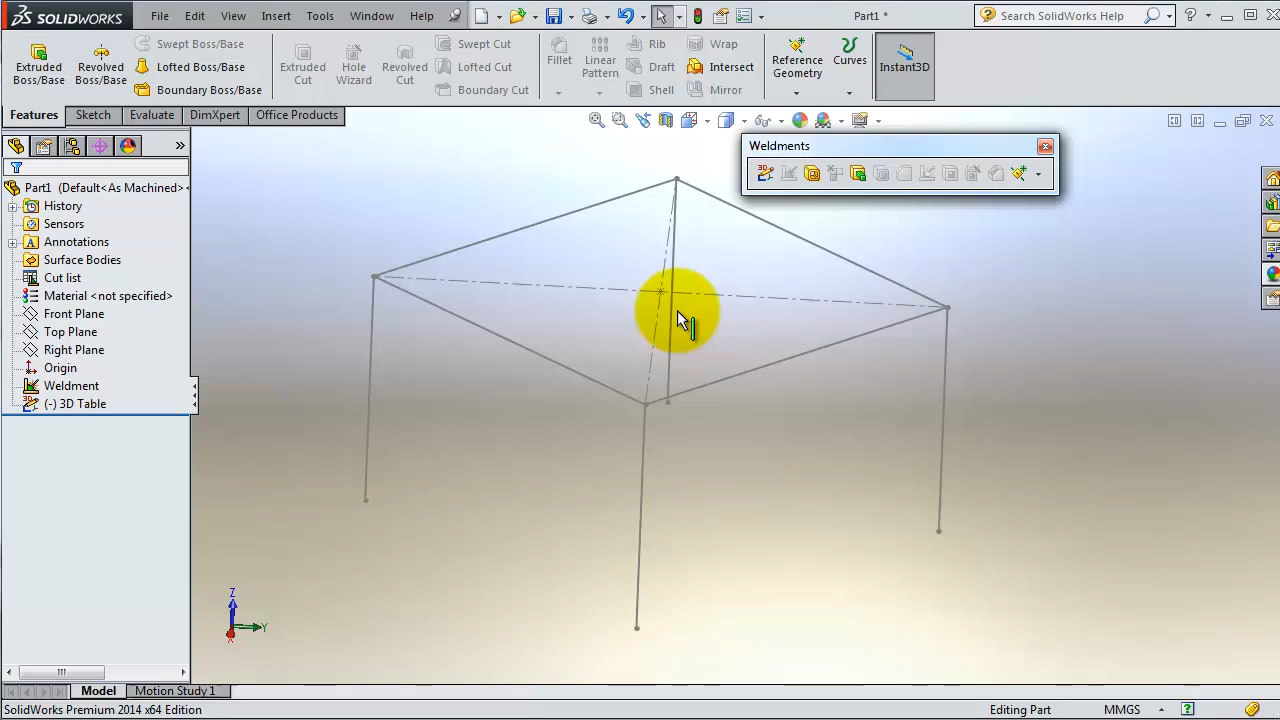 SOLIDWORKS File Edit View Insert Tools Window Help Part1 * Search SolidWorks Help
Extruded Boss/Base
Revolved Boss/Base
Swept Boss/Base
Lofted Boss/Base
Boundary Boss/Base
Extruded Cut
Hole Wizard
Revolved Cut
Swept Cut
Lofted Cut
Boundary Cut
Fillet
Linear Pattern
Rib
Draft
Shell
Wrap
Intersect
Mirror
Reference Geometry
Curves
Instant3D
Features Sketch Evaluate DimXpert Office Products
Weldments
Part1 (Default<As Machined>
History
Sensors
Annotations
Surface Bodies
Cut list
Material <not specified>
Front Plane
Top Plane
Right Plane
Origin
Weldment
(-) 3D Table
Z
Y
X
Model Motion Study 1
SolidWorks Premium 2014 x64 Edition Editing Part MMGS